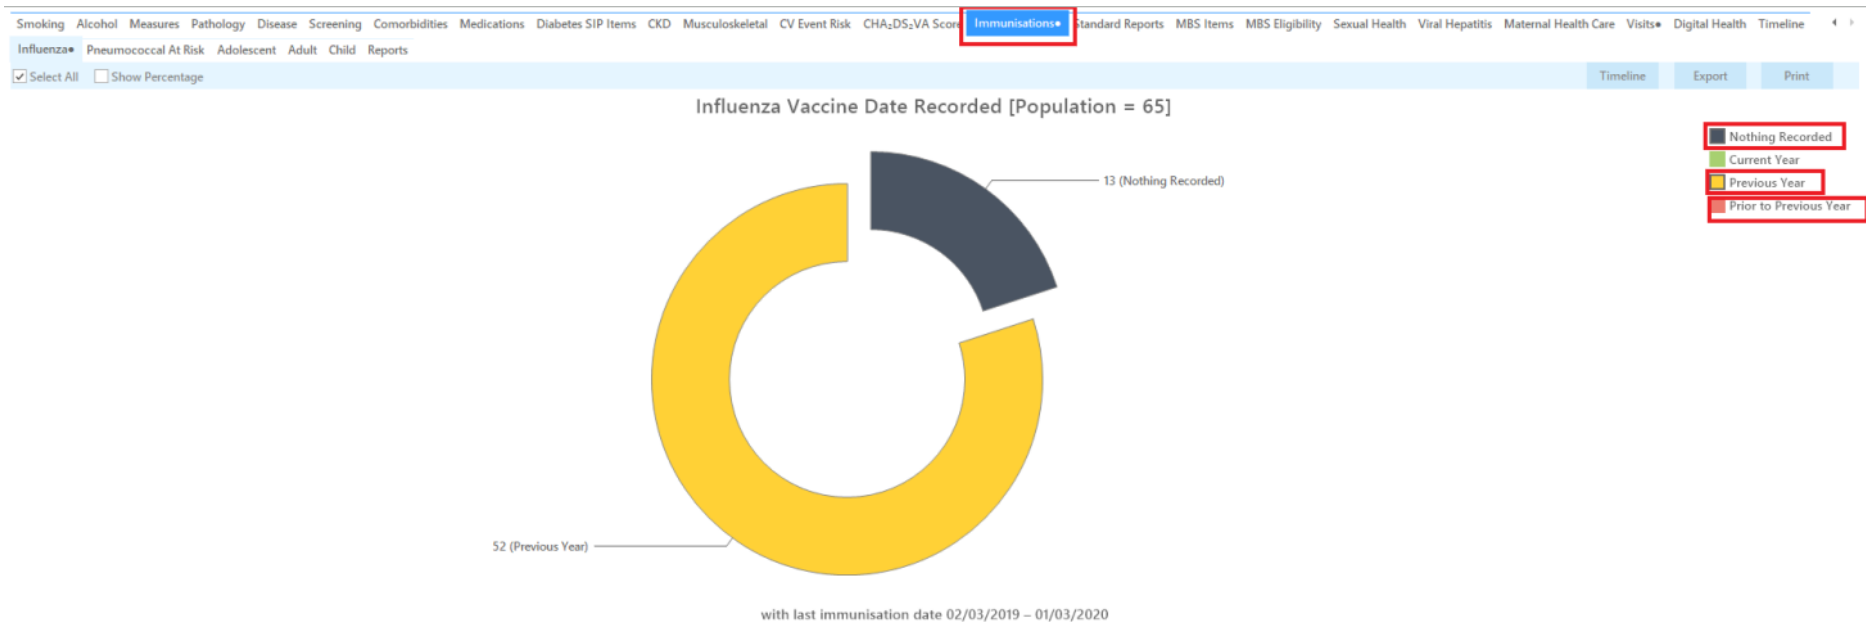 Smoking Alcohol Measures Pathology Disease Screening Comorbidities Medications Diabetes SIP Items CKD Musculoskeletal CV Event Risk CHA₂DS₂VA Score Immunisations● Standard Reports MBS Items MBS Eligibility Sexual Health Viral Hepatitis Maternal Health Care Visits● Digital Health Timeline
Influenza● Pneumococcal At Risk Adolescent Adult Child Reports
Select All Show Percentage Timeline Export Print
Influenza Vaccine Date Recorded [Population = 65]
Nothing Recorded
Current Year
Previous Year
Prior to Previous Year
13 (Nothing Recorded)
52 (Previous Year)
with last immunisation date 02/03/2019 – 01/03/2020